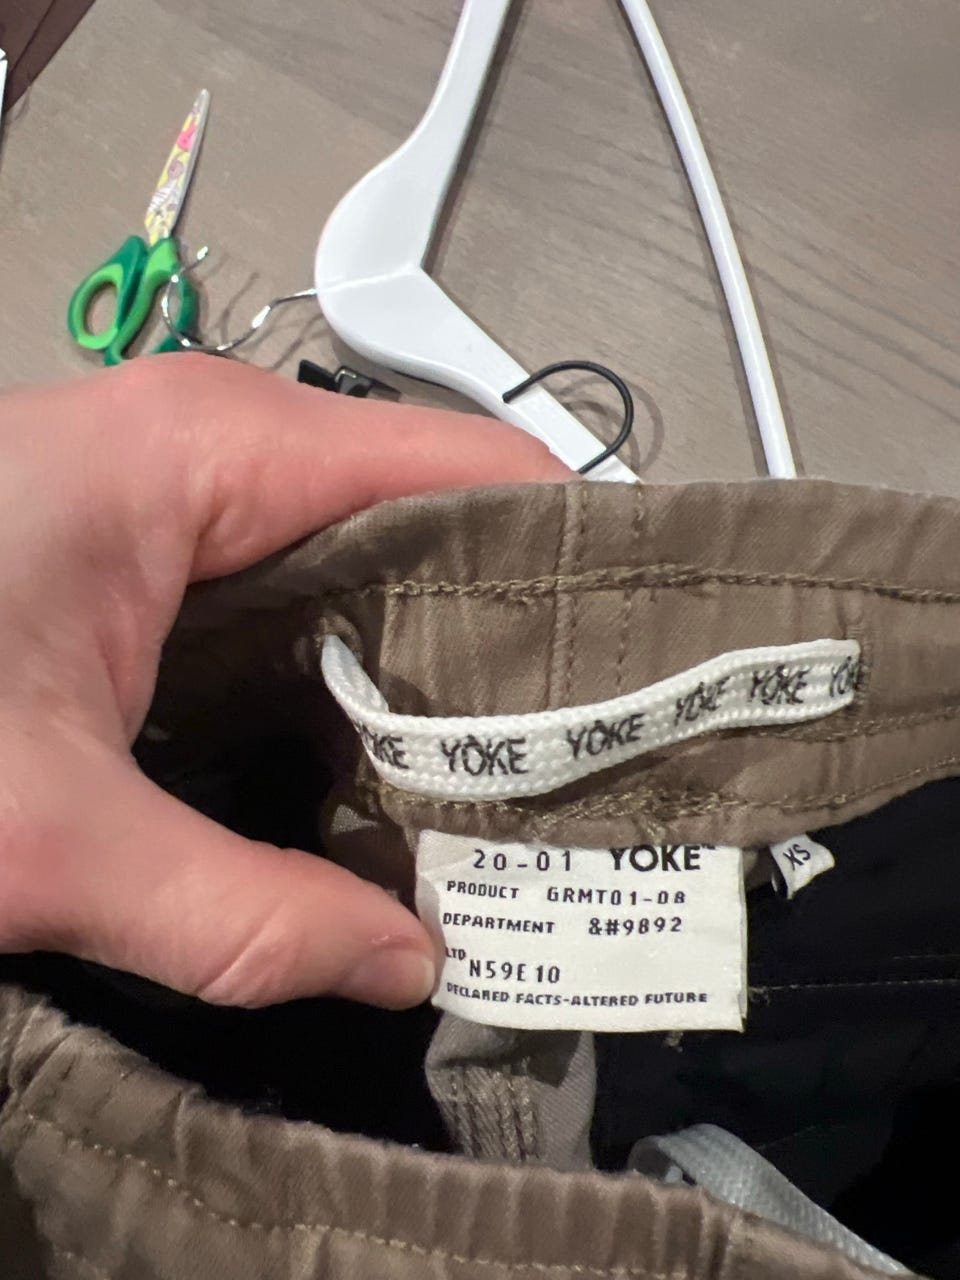 YOKE YOKE YOKE YOKE YOKE
20-01 YOKE™
XS
PRODUCT GRMT01-08
DEPARTMENT &#9892
LTD N59E10
DECLARED FACTS-ALTERED FUTURE